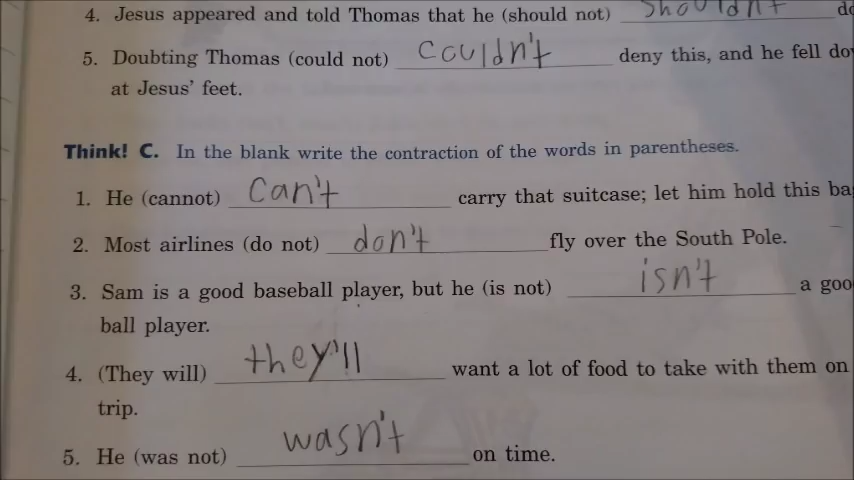 4. Jesus appeared and told Thomas that he (should not) shouldn't
5. Doubting Thomas (could not) couldn't deny this, and he fell
at Jesus' feet.
Think! C. In the blank write the contraction of the words in parentheses.
1. He (cannot) can't carry that suitcase; let him hold this
2. Most airlines (do not) don't fly over the South Pole.
3. Sam is a good baseball player, but he (is not) isn't a
ball player.
4. (They will) they'll want a lot of food to take with them on
trip.
5. He (was not) wasn't on time.